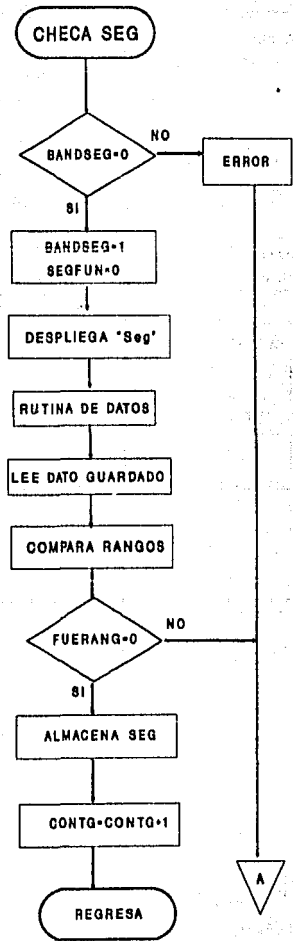 CHECA SEG
NO
BANDSEG=0
ERROR
SI
BANDSEG=1
SEGFUN=0
DESPLIEGA "Seg"
RUTINA DE DATOS
LEE DATO GUARDADO
COMPARA RANGOS
NO
FUERANG=0
SI
ALMACENA SEG
CONTG=CONTG+1
A
REGRESA